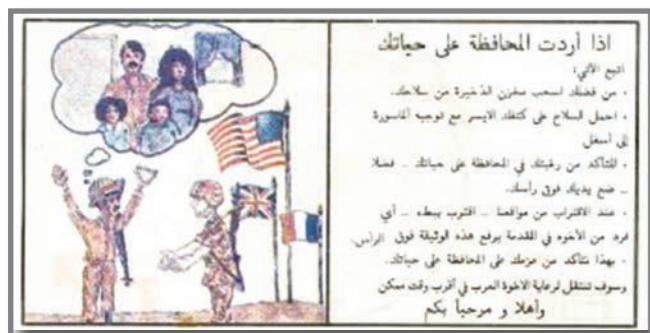 اذا أردت المحافظة على حياتك
اتبع الآتي:
- من فضلك اسحب مخزن الذخيرة من سلاحك.
- احمل السلاح على كتفك الايسر مع توجيه الماسورة
إلى أسفل
- للتأكد من رغبتك في المحافظة على حياتك .. فضلا
.. ضع يديك فوق رأسك.
- عند الاقتراب من مواقعنا .. اقترب ببطء .. أي
فرد من الأخوه في المقدمة يرفع هذه الوثيقة فوق الرأس.
- بهذا نتأكد من عزمك على المحافظة على حياتك.
وسوف تنتقل لرعاية الاخوة العرب في أقرب وقت ممكن
وأهلا و مرحبا بكم